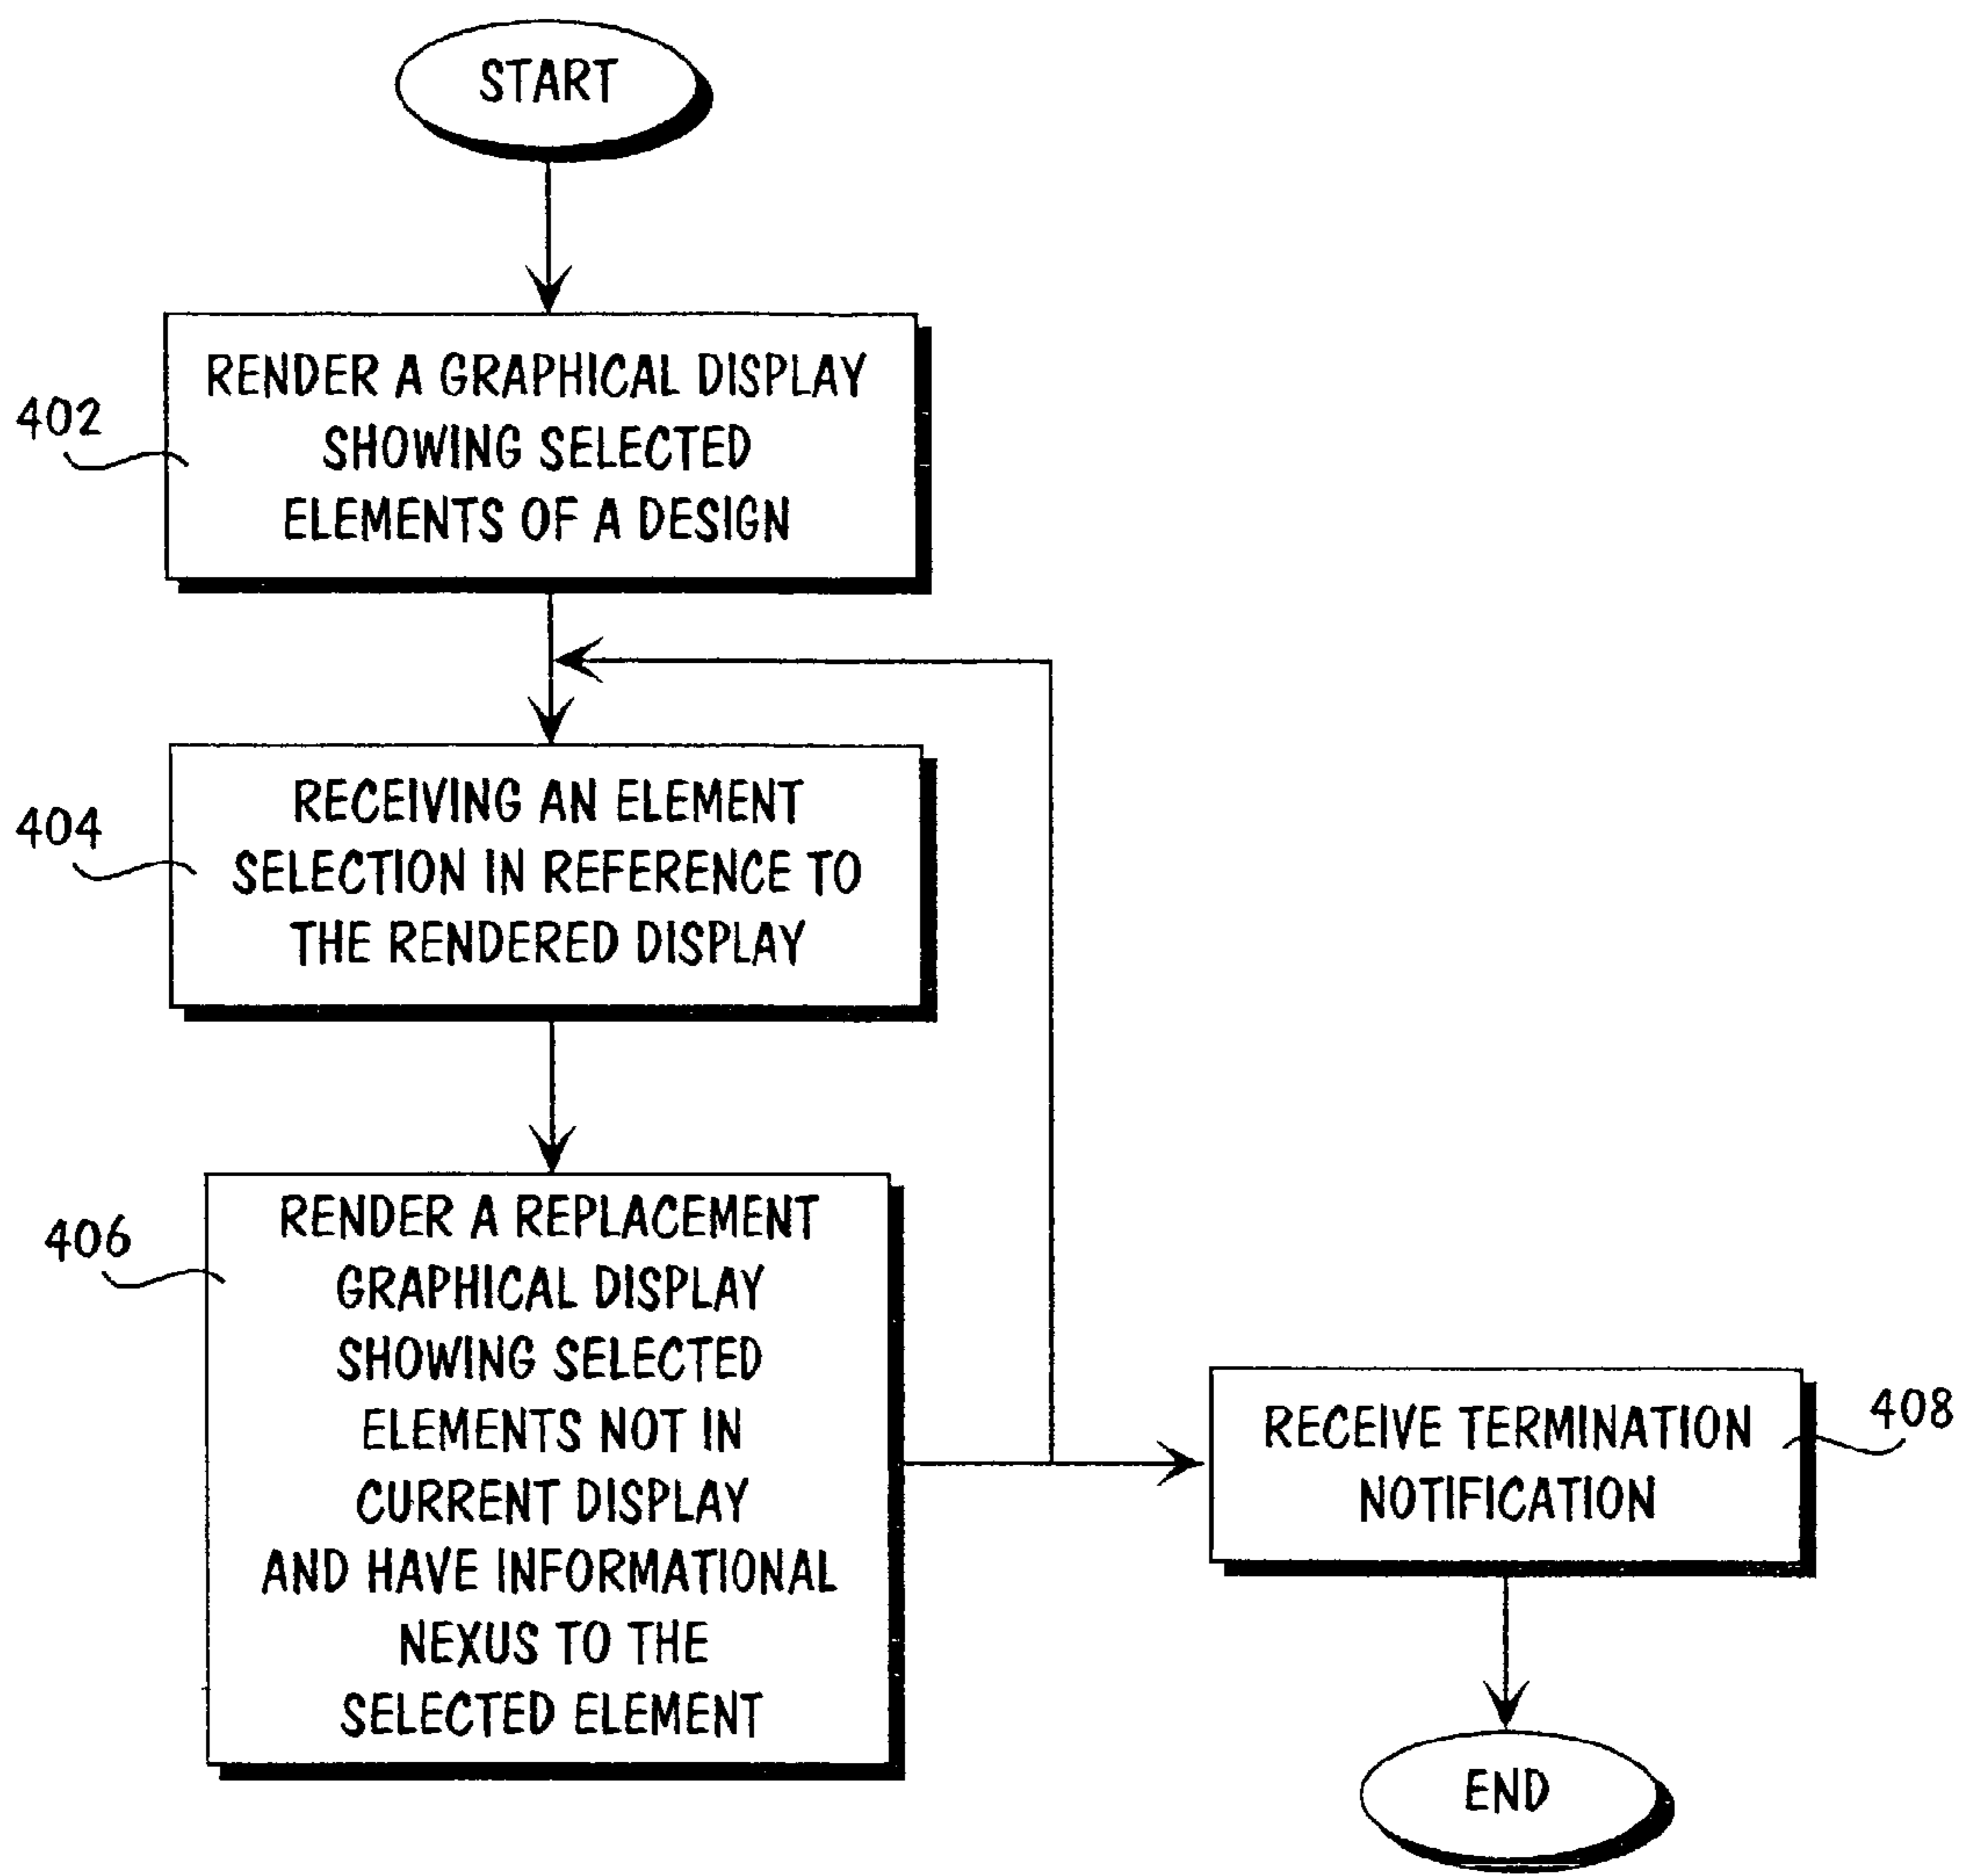 START
RENDER A GRAPHICAL DISPLAY
SHOWING SELECTED
ELEMENTS OF A DESIGN
402
RECEIVING AN ELEMENT
SELECTION IN REFERENCE TO
THE RENDERED DISPLAY
404
RENDER A REPLACEMENT
GRAPHICAL DISPLAY
SHOWING SELECTED
ELEMENTS NOT IN
CURRENT DISPLAY
AND HAVE INFORMATIONAL
NEXUS TO THE
SELECTED ELEMENT
406
RECEIVE TERMINATION
NOTIFICATION
408
END